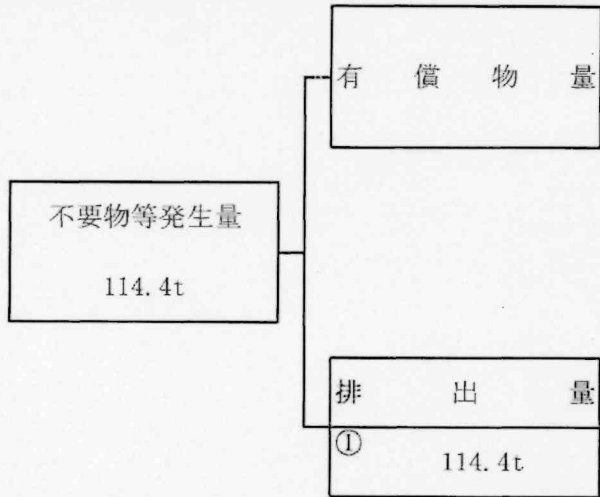 有償物量
不要物等発生量
114.4t
排出量
①
114.4t